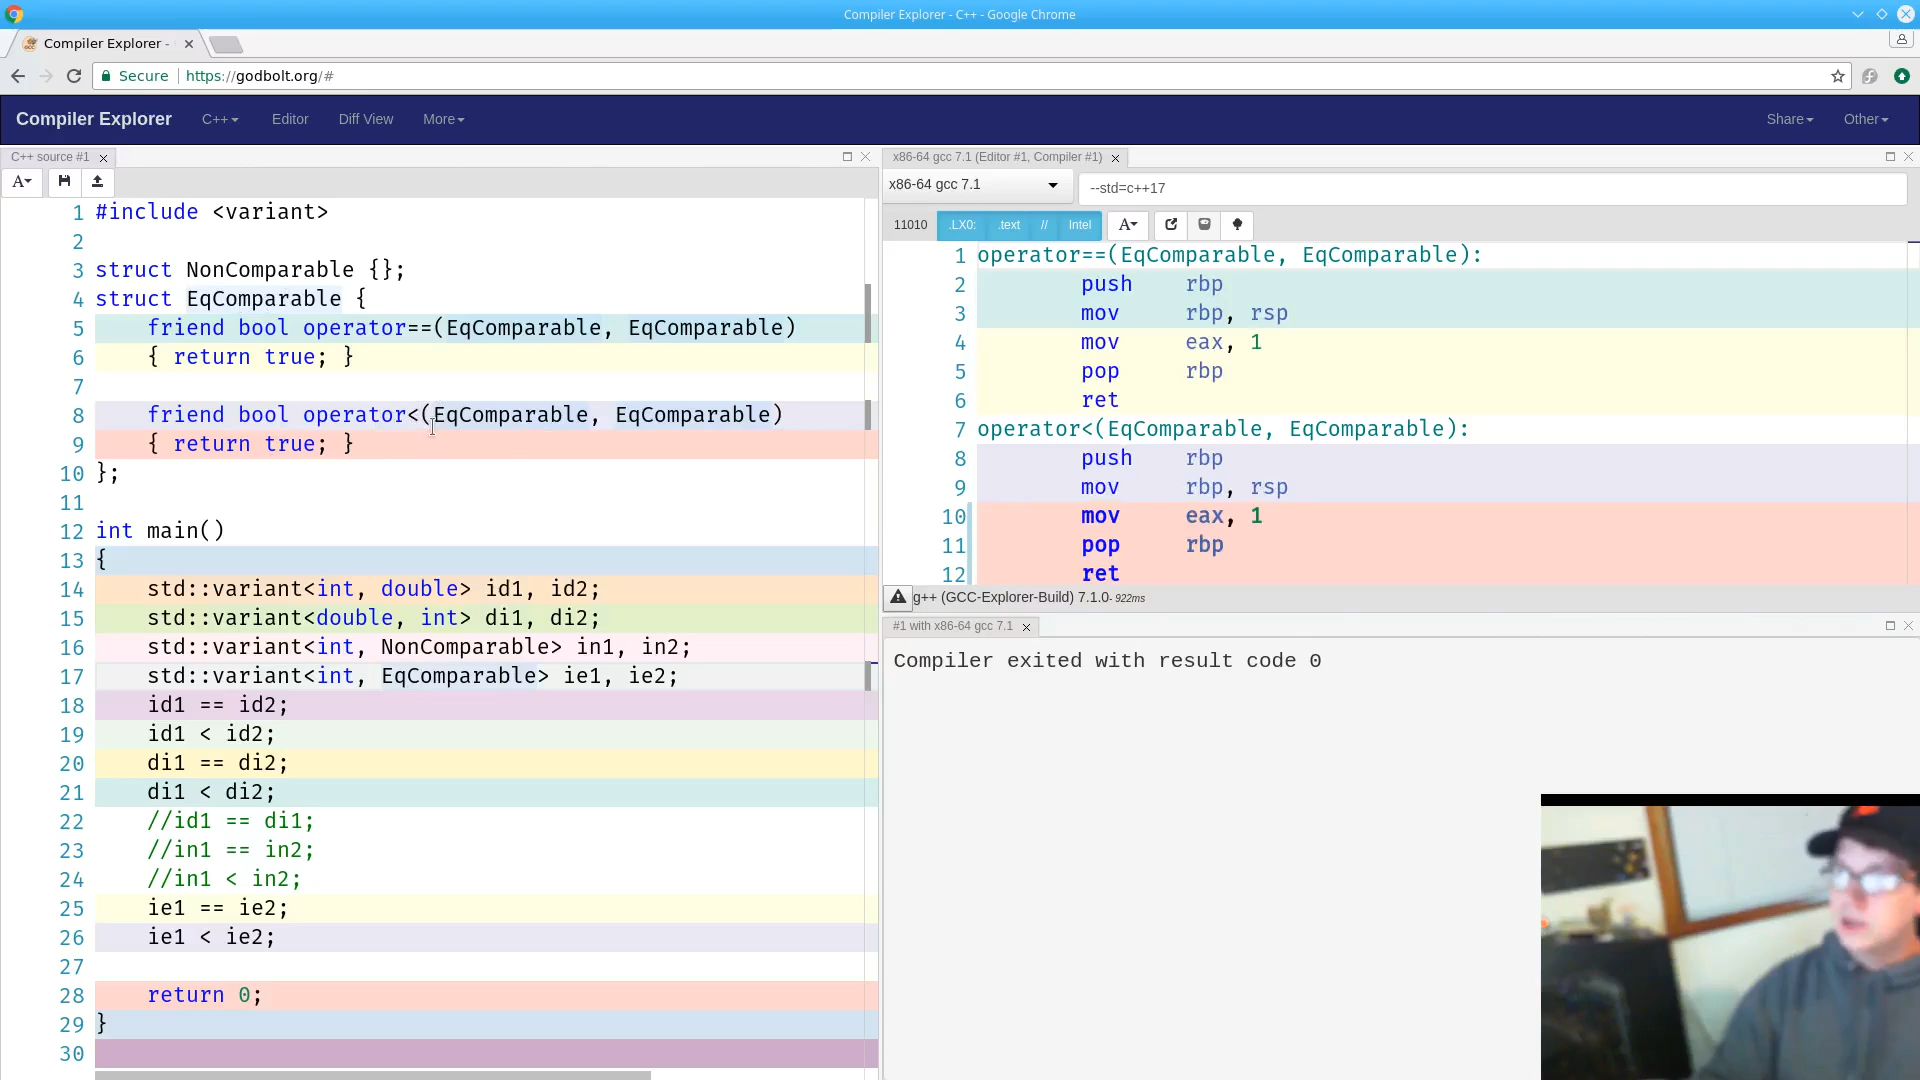 Compiler Explorer - C++ - Google Chrome
Compiler Explorer -
Secure https://godbolt.org/#
Compiler Explorer C++ Editor Diff View More Share Other
C++ source #1
A
1 #include <variant>
2
3 struct NonComparable {};
4 struct EqComparable {
5 friend bool operator==(EqComparable, EqComparable)
6 { return true; }
7
8 friend bool operator<(EqComparable, EqComparable)
9 { return true; }
10 };
11
12 int main()
13 {
14 std::variant<int, double> id1, id2;
15 std::variant<double, int> di1, di2;
16 std::variant<int, NonComparable> in1, in2;
17 std::variant<int, EqComparable> ie1, ie2;
18 id1 == id2;
19 id1 < id2;
20 di1 == di2;
21 di1 < di2;
22 //id1 == di1;
23 //in1 == in2;
24 //in1 < in2;
25 ie1 == ie2;
26 ie1 < ie2;
27
28 return 0;
29 }
30
x86-64 gcc 7.1 (Editor #1, Compiler #1)
x86-64 gcc 7.1 --std=c++17
11010 .LX0: .text // Intel A
1 operator==(EqComparable, EqComparable):
2 push rbp
3 mov rbp, rsp
4 mov eax, 1
5 pop rbp
6 ret
7 operator<(EqComparable, EqComparable):
8 push rbp
9 mov rbp, rsp
10 mov eax, 1
11 pop rbp
12 ret
g++ (GCC-Explorer-Build) 7.1.0 - 922ms
#1 with x86-64 gcc 7.1
Compiler exited with result code 0